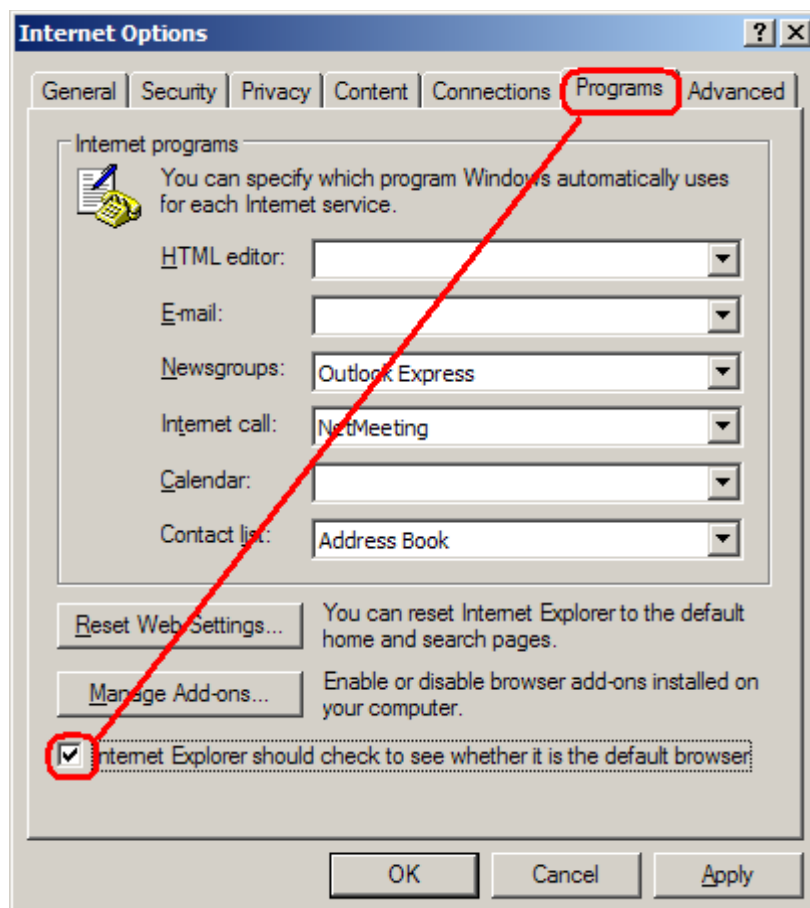 Internet Options
General Security Privacy Content Connections Programs Advanced
Internet programs
You can specify which program Windows automatically uses
for each Internet service.
HTML editor:
E-mail:
Newsgroups: Outlook Express
Internet call: NetMeeting
Calendar:
Contact list: Address Book
Reset Web Settings... You can reset Internet Explorer to the default
home and search pages.
Manage Add-ons... Enable or disable browser add-ons installed on
your computer.
Internet Explorer should check to see whether it is the default browser
OK Cancel Apply